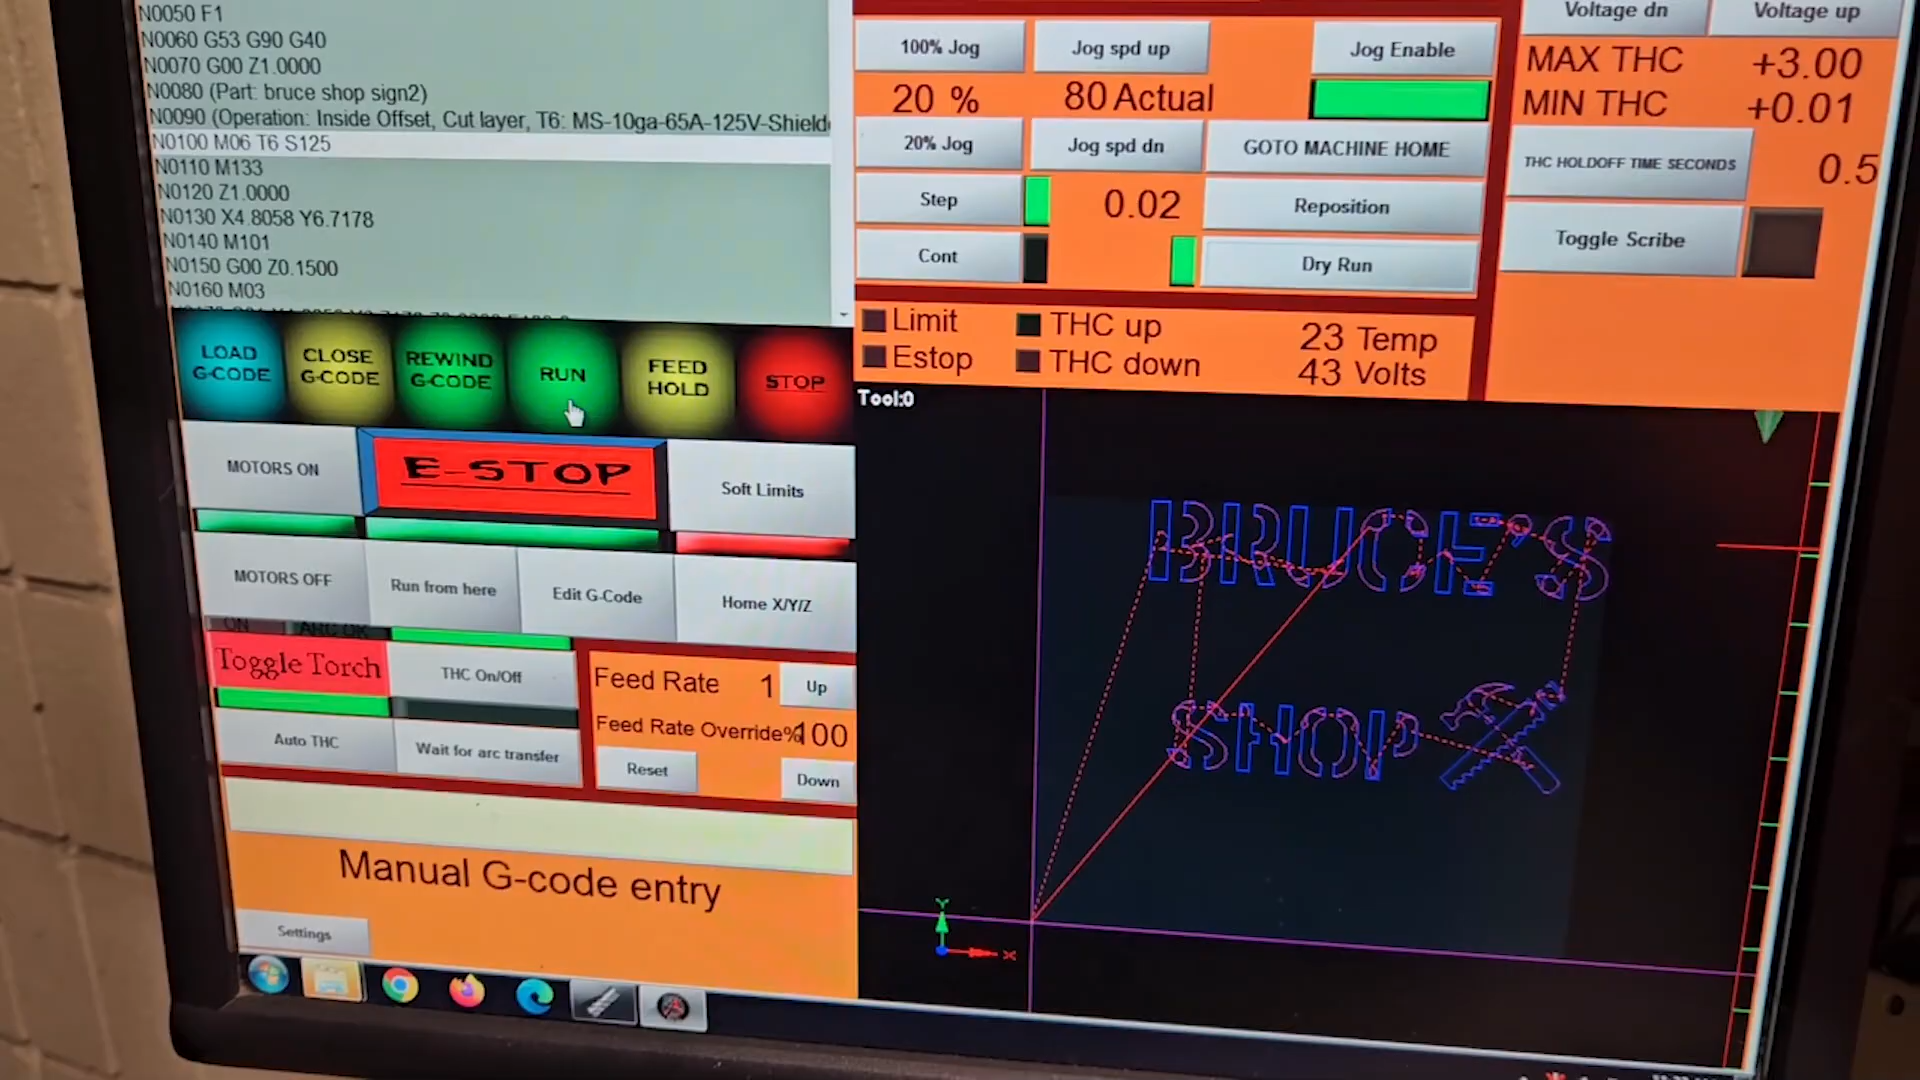 N0050 F1
N0060 G53 G90 G40
N0070 G00 Z1.0000
N0080 (Part: bruce shop sign2)
N0090 (Operation: Inside Offset, Cut layer, T6: MS-10ga-65A-125V-Shield
N0100 M06 T6 S125
N0110 M133
N0120 Z1.0000
N0130 X4.8058 Y6.7178
N0140 M101
N0150 G00 Z0.1500
N0160 M03
LOAD G-CODE
CLOSE G-CODE
REWIND G-CODE
RUN
FEED HOLD
STOP
MOTORS ON
E-STOP
Soft Limits
MOTORS OFF
Run from here
Edit G-Code
Home X/Y/Z
ON
ARC OK
Toggle Torch
THC On/Off
Auto THC
Wait for arc transfer
Feed Rate 1
Up
Feed Rate Override% 100
Reset
Down
Manual G-code entry
Settings
100% Jog
Jog spd up
Jog Enable
20 %
80 Actual
20% Jog
Jog spd dn
GOTO MACHINE HOME
Step
0.02
Reposition
Cont
Dry Run
Limit
THC up
23 Temp
Estop
THC down
43 Volts
Voltage dn
Voltage up
MAX THC +3.00
MIN THC +0.01
THC HOLDOFF TIME SECONDS
0.5
Toggle Scribe
Tool:0
BRUCE'S
SHOP
Y
X